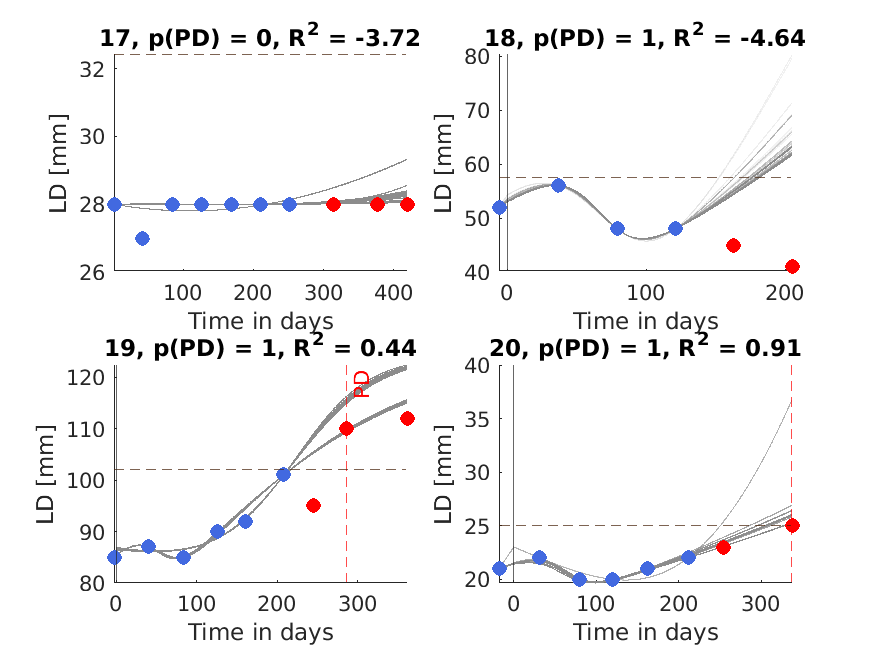 17, p(PD) = 0, R² = -3.72
32
30
28
26
LD [mm]
100
200
300
400
Time in days
18, p(PD) = 1, R² = -4.64
80
70
60
50
40
LD [mm]
0
100
200
Time in days
19, p(PD) = 1, R² = 0.44
120
110
100
90
80
LD [mm]
PD
0
100
200
300
Time in days
20, p(PD) = 1, R² = 0.91
40
35
30
25
20
LD [mm]
0
100
200
300
Time in days